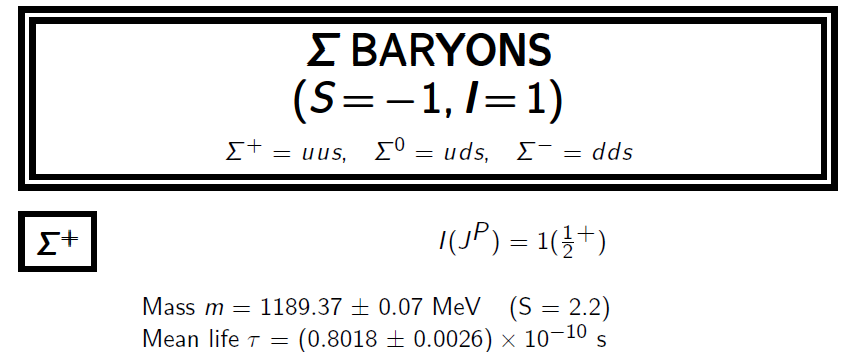 Σ BARYONS
(S = −1, I = 1)
Σ⁺ = uus, Σ⁰ = uds, Σ⁻ = dds
Σ⁺ I(Jᴾ) = 1(½⁺)
Mass m = 1189.37 ± 0.07 MeV (S = 2.2)
Mean life τ = (0.8018 ± 0.0026) × 10⁻¹⁰ s